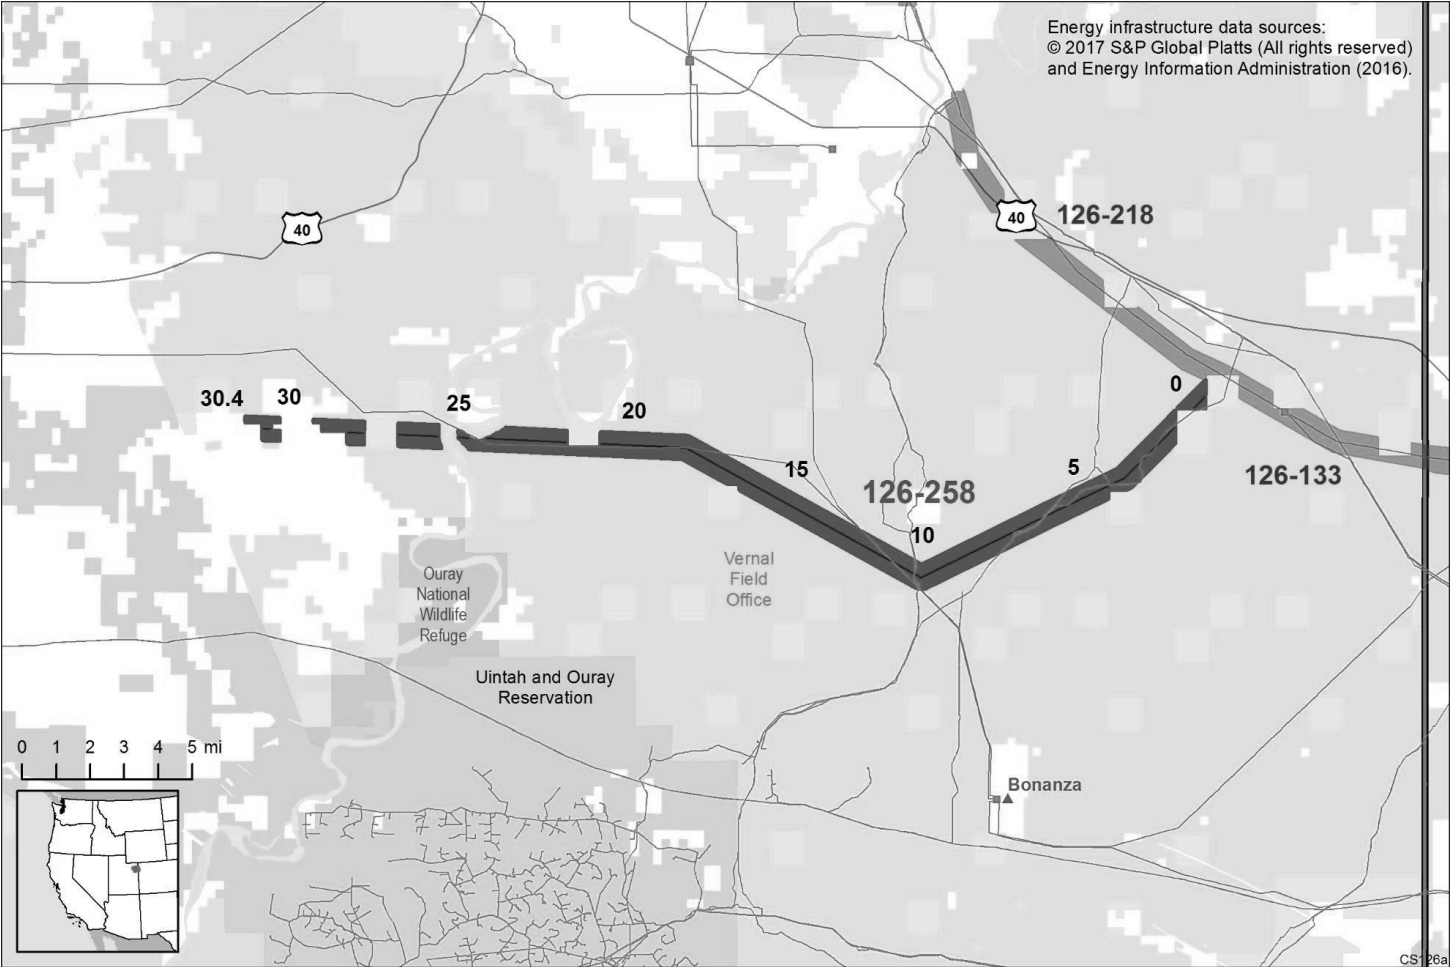 Energy infrastructure data sources:
© 2017 S&P Global Platts (All rights reserved)
and Energy Information Administration (2016).
40
40
126-218
0
30.4
30
25
20
15
5
126-133
126-258
10
Vernal
Field
Office
Ouray
National
Wildlife
Refuge
Uintah and Ouray
Reservation
0 1 2 3 4 5 mi
Bonanza
CS126a